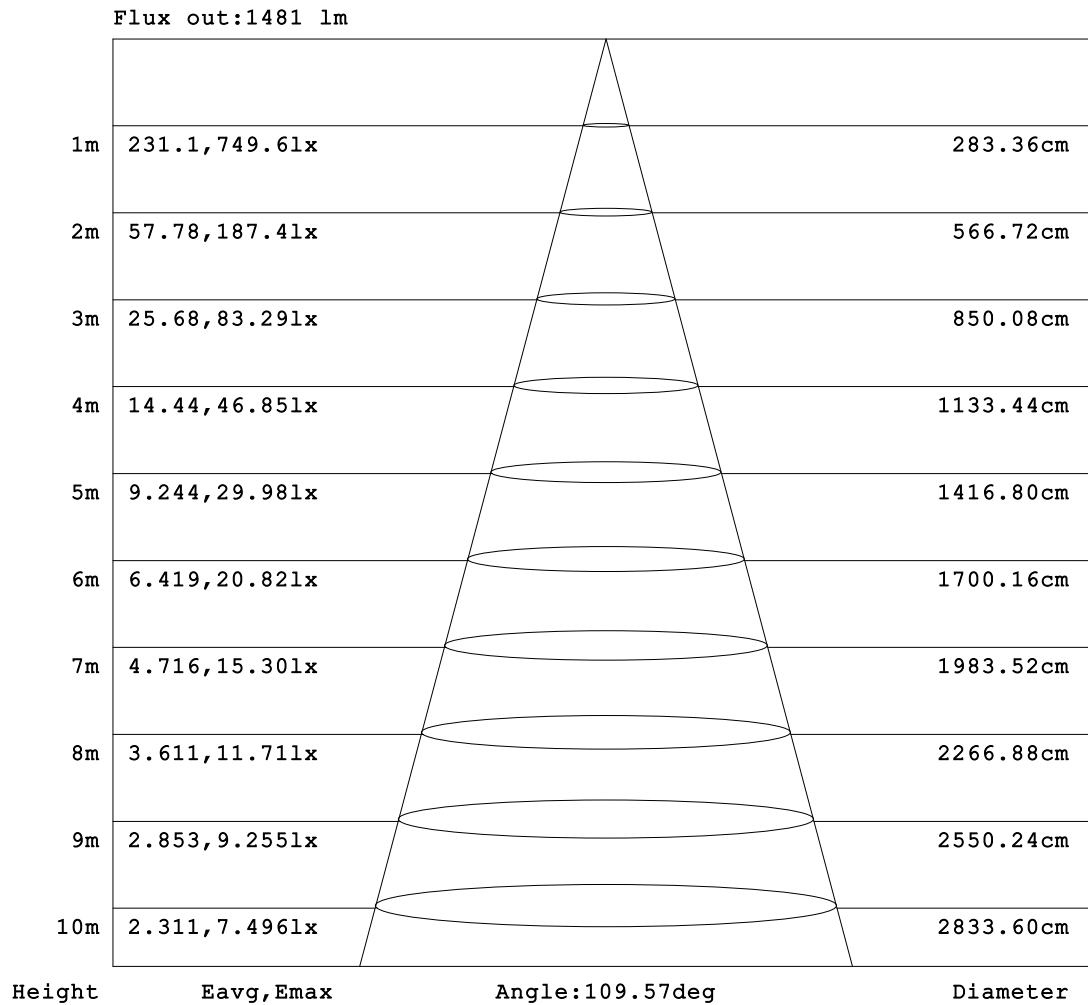 Flux out:1481 lm
1m 231.1,749.6lx 283.36cm
2m 57.78,187.4lx 566.72cm
3m 25.68,83.29lx 850.08cm
4m 14.44,46.85lx 1133.44cm
5m 9.244,29.98lx 1416.80cm
6m 6.419,20.82lx 1700.16cm
7m 4.716,15.30lx 1983.52cm
8m 3.611,11.71lx 2266.88cm
9m 2.853,9.255lx 2550.24cm
10m 2.311,7.496lx 2833.60cm
Height Eavg,Emax Angle:109.57deg Diameter